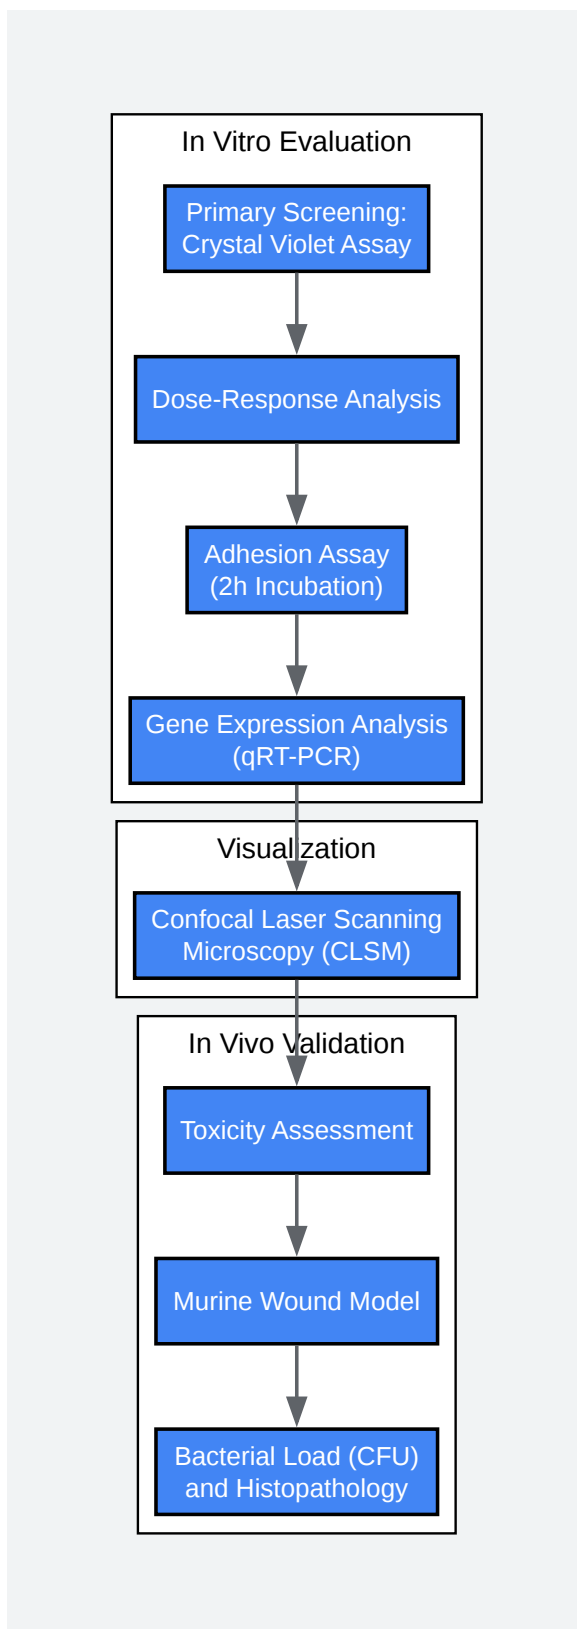 In Vitro Evaluation
Primary Screening:
Crystal Violet Assay
Dose-Response Analysis
Adhesion Assay
(2h Incubation)
Gene Expression Analysis
(qRT-PCR)
Visualization
Confocal Laser Scanning
Microscopy (CLSM)
In Vivo Validation
Toxicity Assessment
Murine Wound Model
Bacterial Load (CFU)
and Histopathology